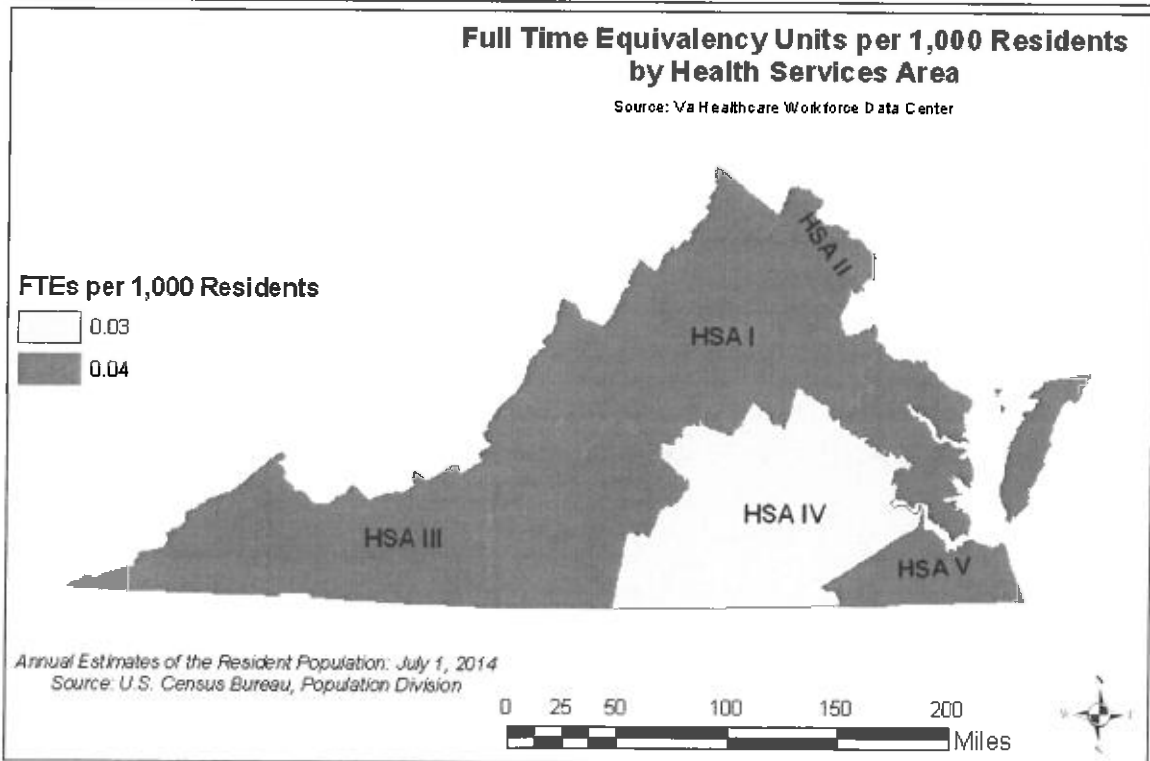 Full Time Equivalency Units per 1,000 Residents
by Health Services Area
Source: Va Healthcare Workforce Data Center
HSA II
FTEs per 1,000 Residents
0.03
0.04
HSA I
HSA IV
HSA III
HSA V
Annual Estimates of the Resident Population: July 1, 2014
Source: U.S. Census Bureau, Population Division
0 25 50 100 150 200
Miles